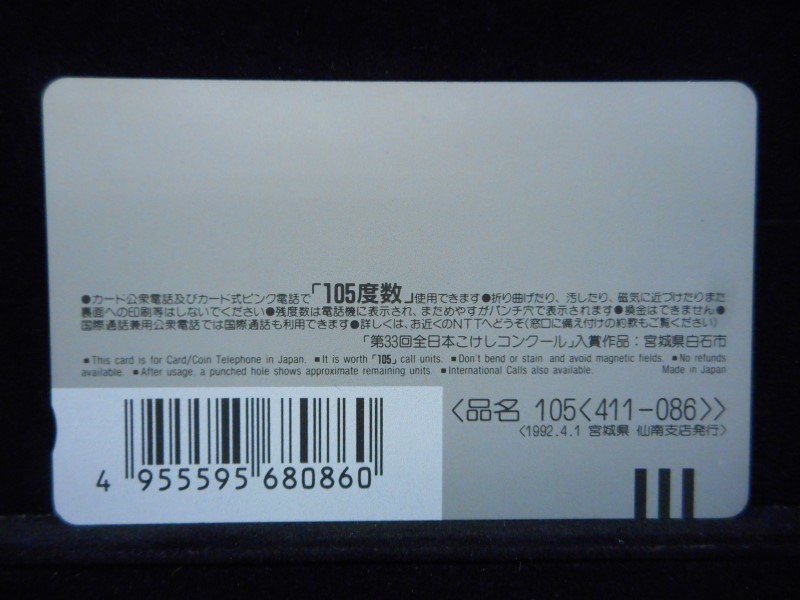 ●カード公衆電話及びカード式ピンク電話で「105度数」使用できます●折り曲げたり、汚したり、磁気に近づけたりまた
裏面への印刷等はしないでください●残度数は電話機に表示され、まためやすがパンチ穴で表示されます●換金はできません●
国際通話兼用公衆電話では国際通話も利用できます●詳しくは、お近くのNTTへどうぞ(窓口に備え付けの約款もご覧ください)
「第33回全日本こけしコンクール」入賞作品:宮城県白石市
■This card is for Card/Coin Telephone in Japan. ■It is worth「105」call units. ■Don't bend or stain and avoid magnetic fields. ■No refunds
available. ■After usage, a punched hole shows approximate remaining units. ■International Calls also available. Made in Japan
〈品名 105〈411-086〉〉
〈1992.4.1 宮城県 仙南支店発行〉
4 955595 680860